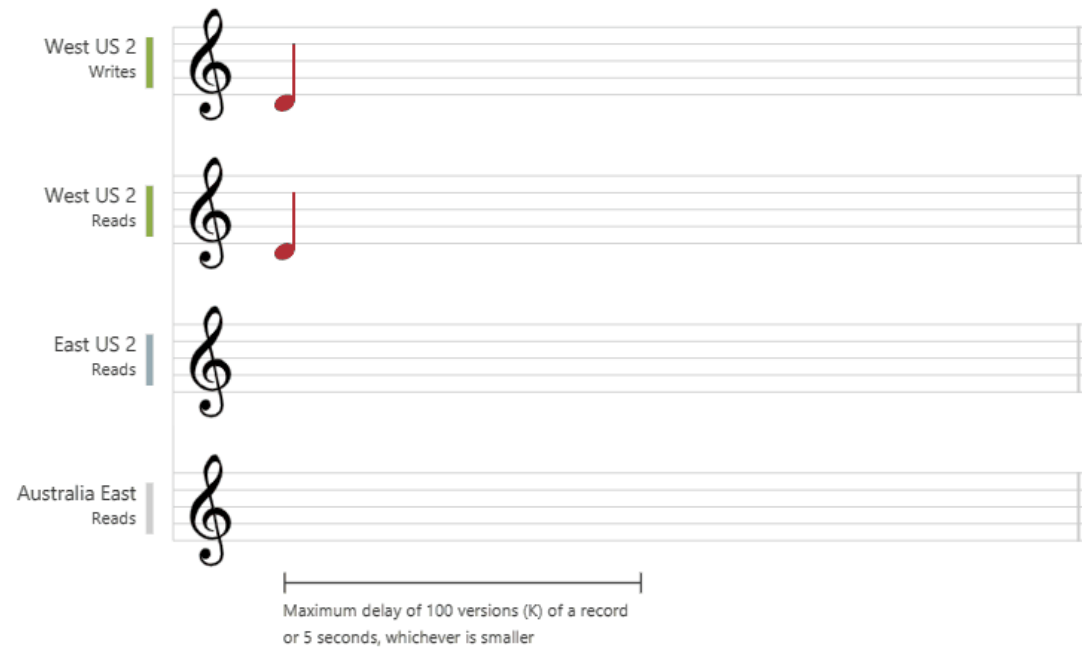 West US 2
Writes
West US 2
Reads
East US 2
Reads
Australia East
Reads
Maximum delay of 100 versions (K) of a record
or 5 seconds, whichever is smaller